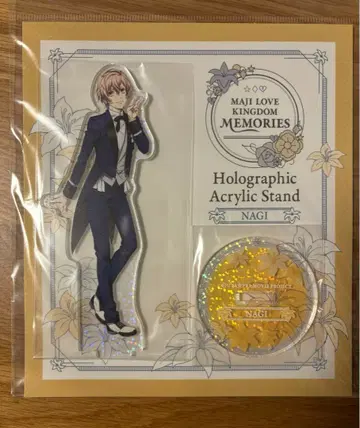 MAJI LOVE
KINGDOM
MEMORIES
Holographic
Acrylic Stand
NAGI
NAGI